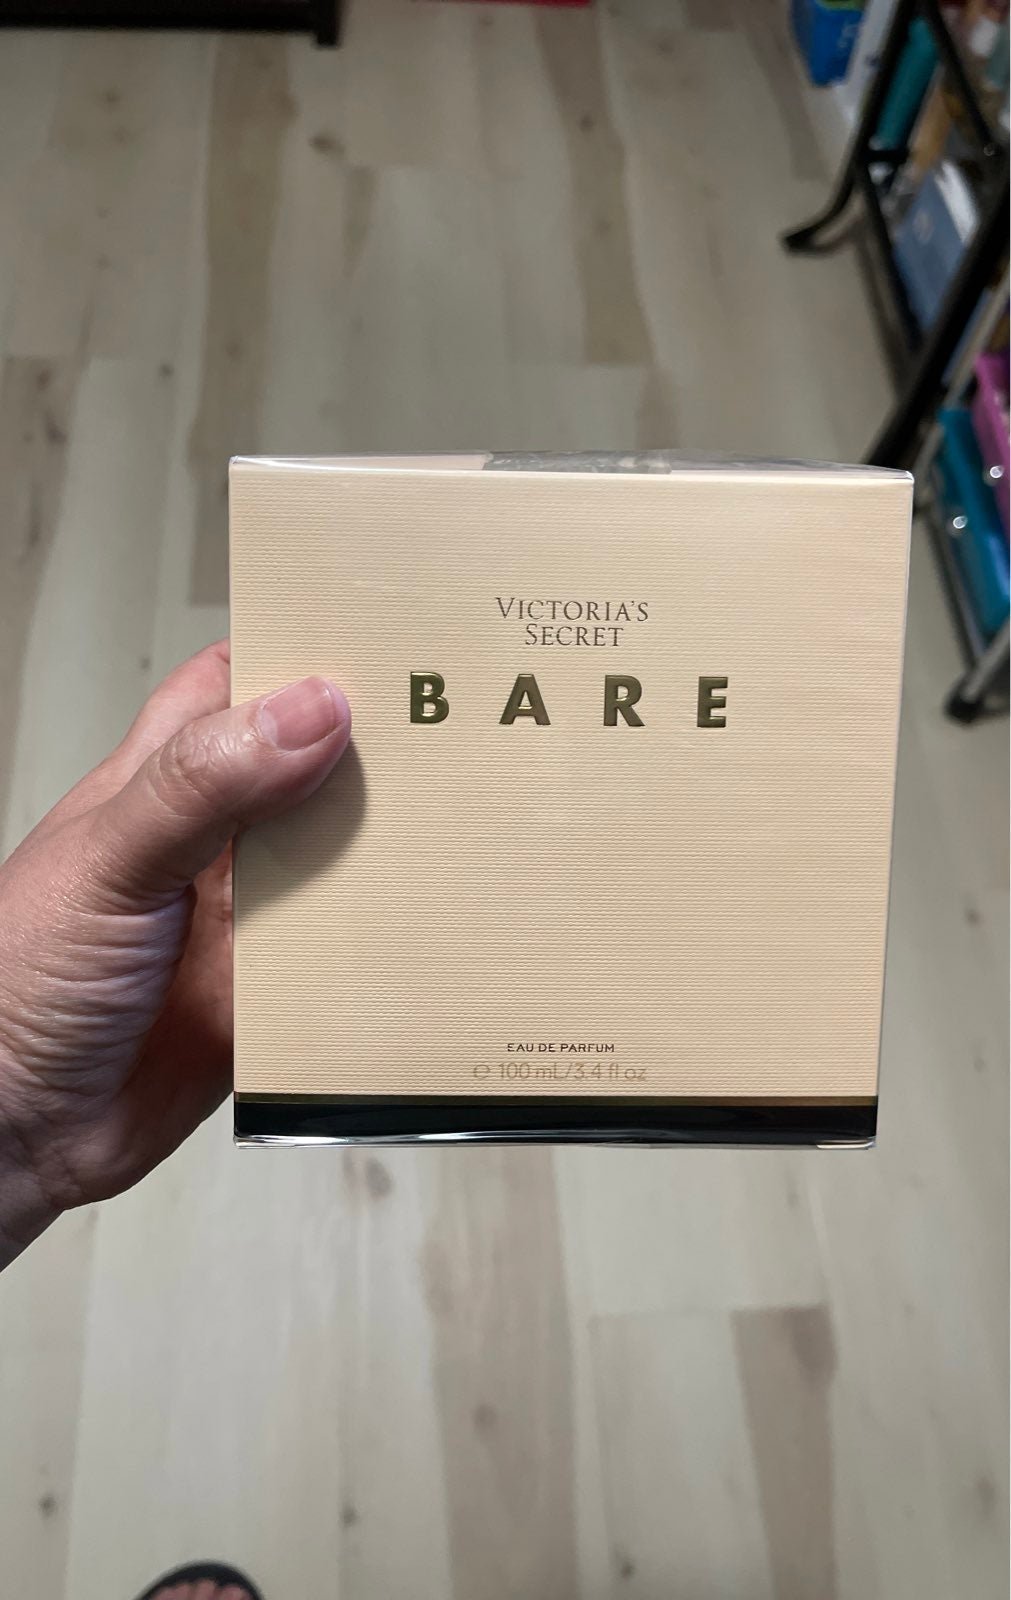 VICTORIA'S
SECRET
BARE
EAU DE PARFUM
℮ 100 mL/3.4 fl oz